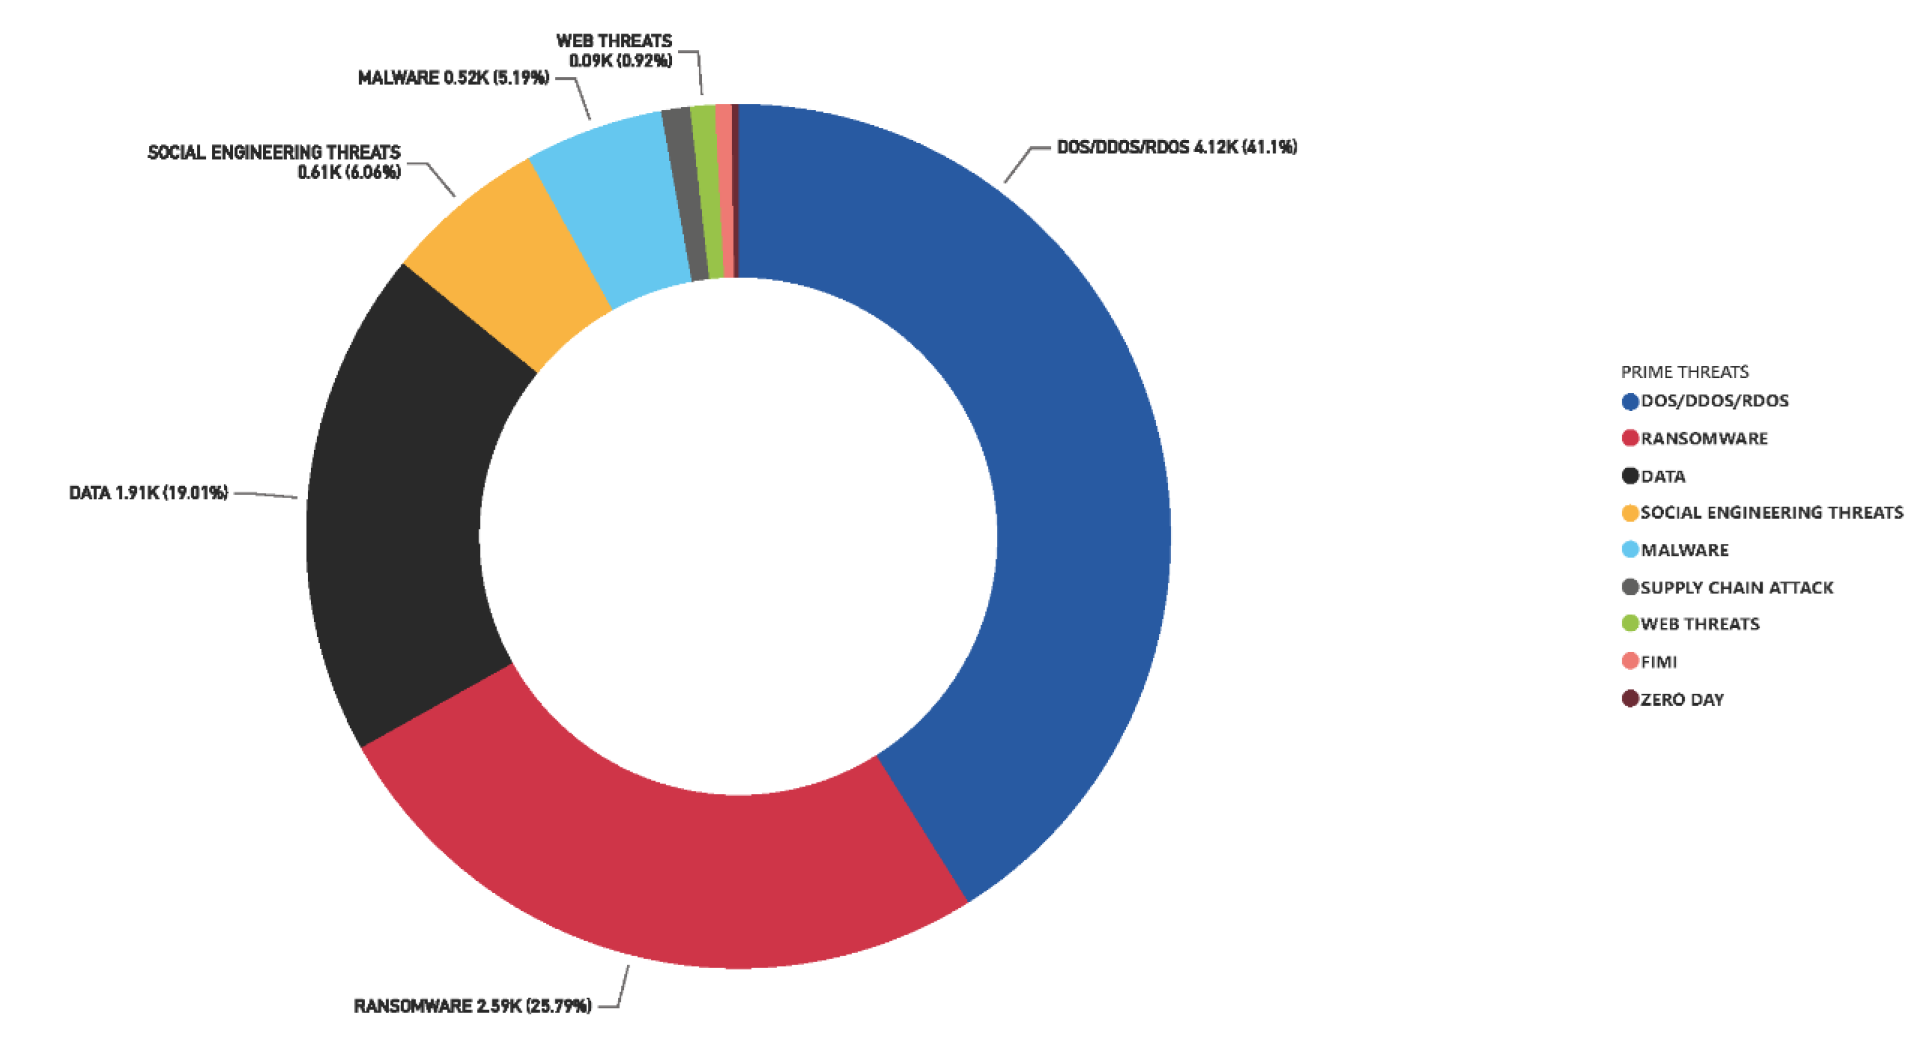 WEB THREATS
0.09K (0.92%)
MALWARE 0.52K (5.19%)
SOCIAL ENGINEERING THREATS
0.61K (6.06%)
DOS/DDOS/RDOS 4.12K (41.1%)
DATA 1.91K (19.01%)
RANSOMWARE 2.59K (25.79%)
PRIME THREATS
DOS/DDOS/RDOS
RANSOMWARE
DATA
SOCIAL ENGINEERING THREATS
MALWARE
SUPPLY CHAIN ATTACK
WEB THREATS
FIMI
ZERO DAY